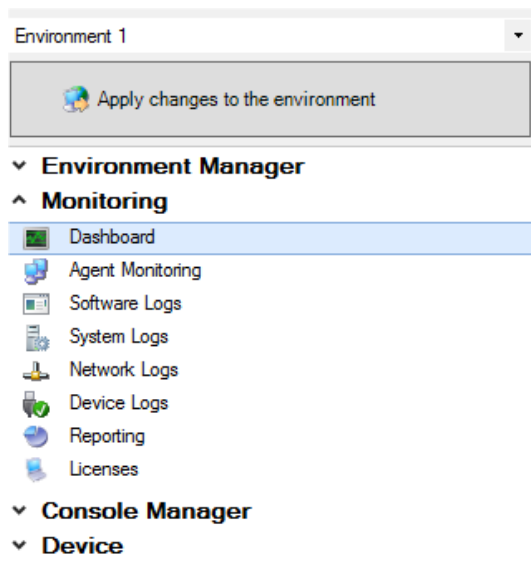 Environment 1
Apply changes to the environment
Environment Manager
Monitoring
Dashboard
Agent Monitoring
Software Logs
System Logs
Network Logs
Device Logs
Reporting
Licenses
Console Manager
Device